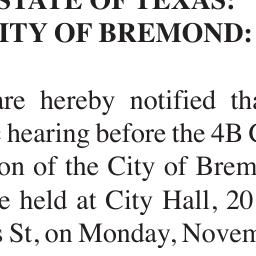 STATE OF TEXAS:
ITY OF BREMOND:
are hereby notified tha
hearing before the 4B C
on of the City of Brem
e held at City Hall, 20
s St, on Monday, Novem